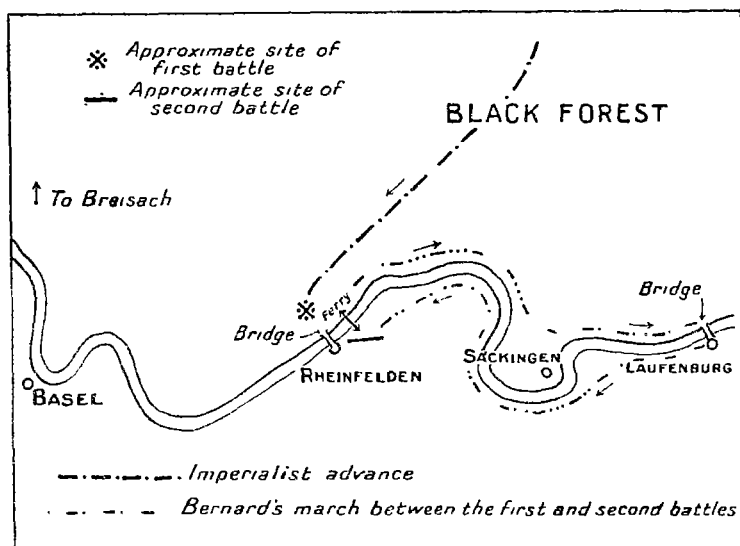 Approximate site of
first battle
Approximate site of
second battle
BLACK FOREST
To Breisach
Ferry
Bridge
Bridge
RHEINFELDEN
SÄCKINGEN
LAUFENBURG
BASEL
Imperialist advance
Bernard's march between the first and second battles